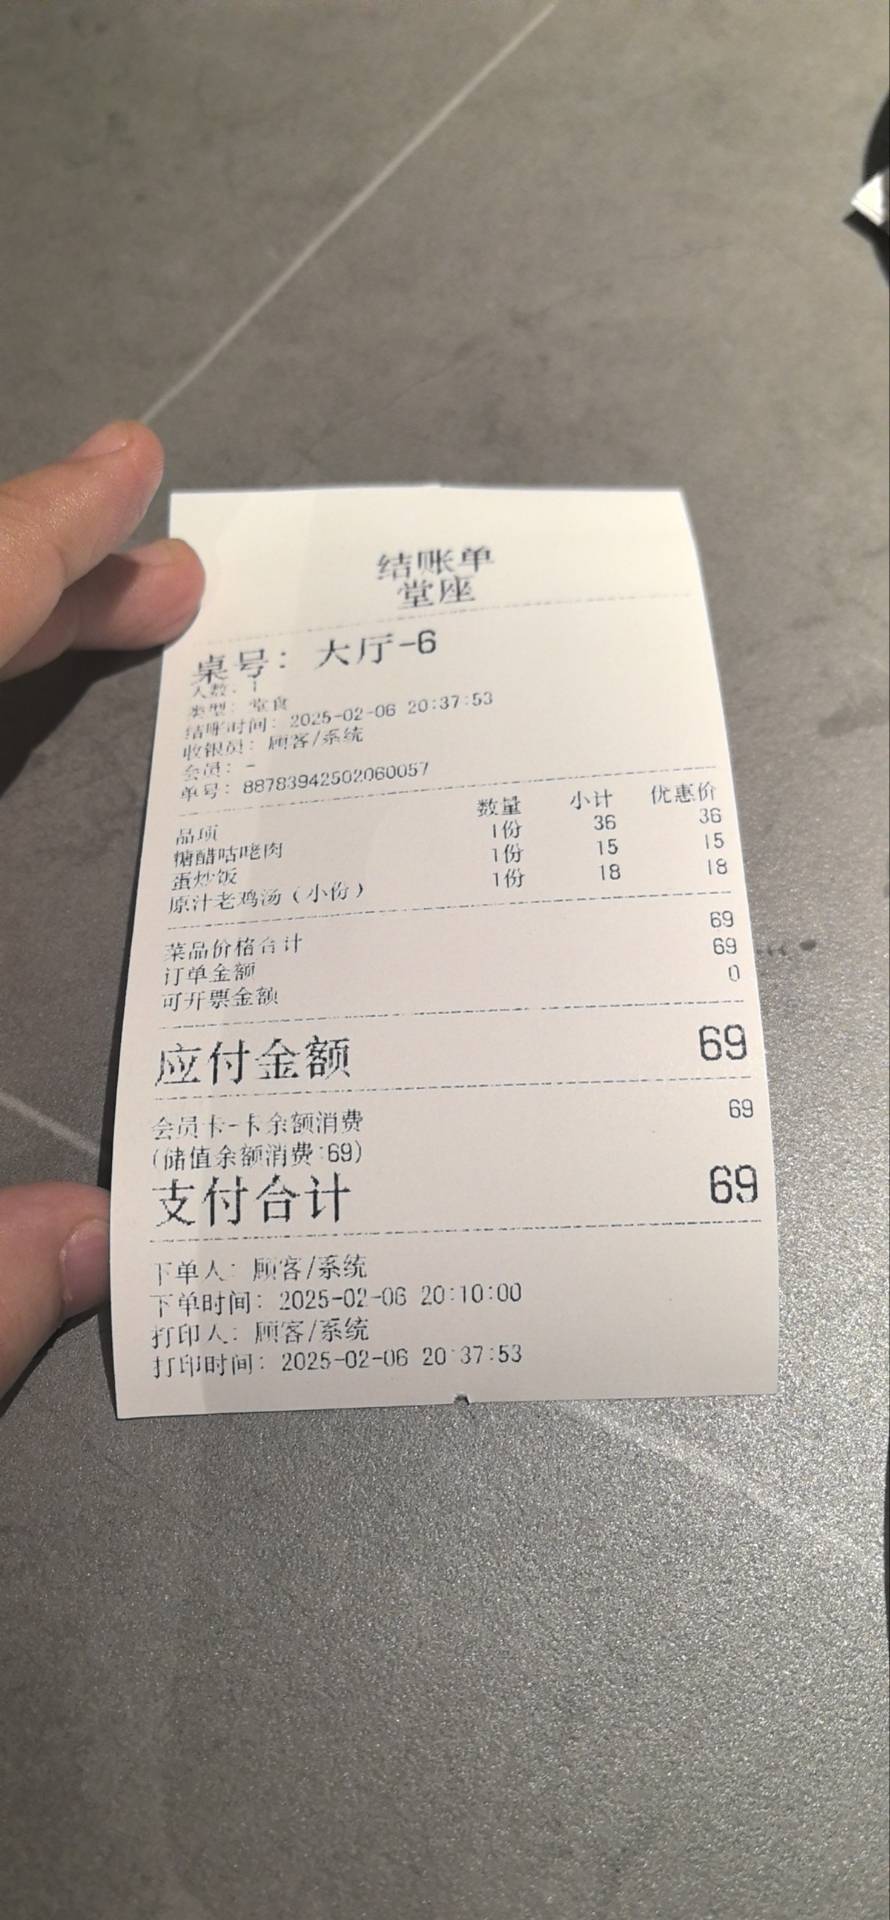 结账单
堂座
桌号： 大厅-6
人数：1
类型：堂食
结账时间：2025-02-06 20:37:53
收银员：顾客/系统
会员：-
单号：88783942502060057
品项 数量 小计 优惠价
糖醋咕咾肉 1份 36 36
蛋炒饭 1份 15 15
原汁老鸡汤（小份） 1份 18 18
菜品价格合计 69
订单金额 69
可开票金额 0
应付金额 69
会员卡-卡余额消费 69
(储值余额消费:69)
支付合计 69
下单人：顾客/系统
下单时间：2025-02-06 20:10:00
打印人：顾客/系统
打印时间：2025-02-06 20:37:53